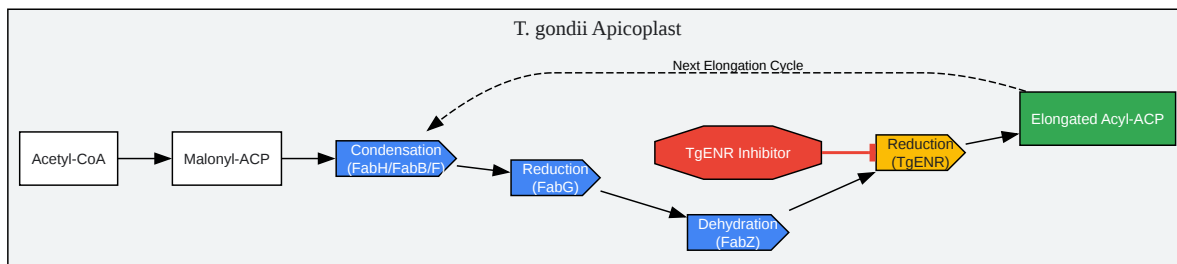 T. gondii Apicoplast
Next Elongation Cycle
Acetyl-CoA
Malonyl-ACP
Condensation
(FabH/FabB/F)
Reduction
(FabG)
Dehydration
(FabZ)
TgENR Inhibitor
Reduction
(TgENR)
Elongated Acyl-ACP